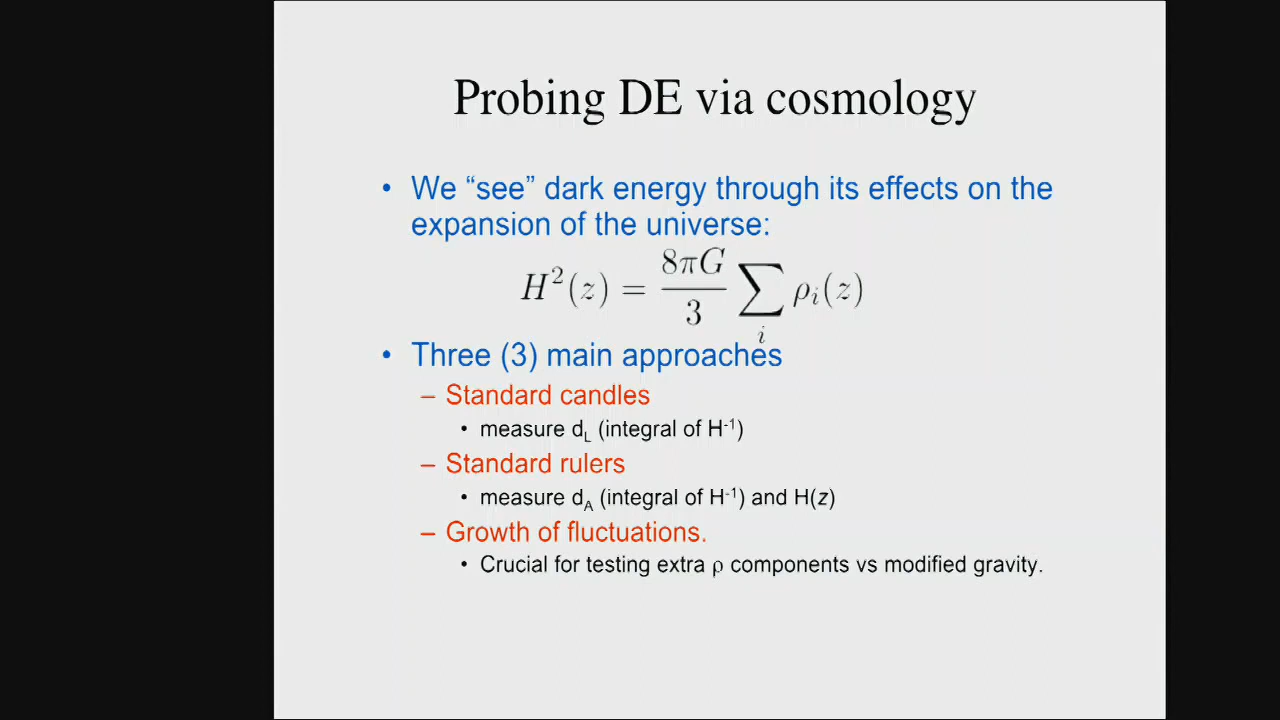 Probing DE via cosmology
• We “see” dark energy through its effects on the
expansion of the universe:
H²(z) = 8πG/3 ∑_i ρ_i(z)
• Three (3) main approaches
– Standard candles
• measure d_L (integral of H⁻¹)
– Standard rulers
• measure d_A (integral of H⁻¹) and H(z)
– Growth of fluctuations.
• Crucial for testing extra ρ components vs modified gravity.